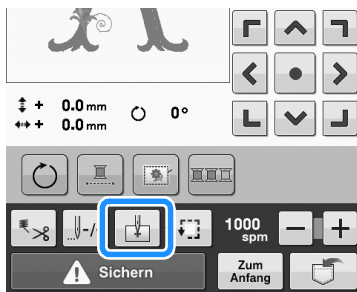 + 0.0 mm 0°
+ 0.0 mm
1000
spm
- +
Sichern
Zum
Anfang